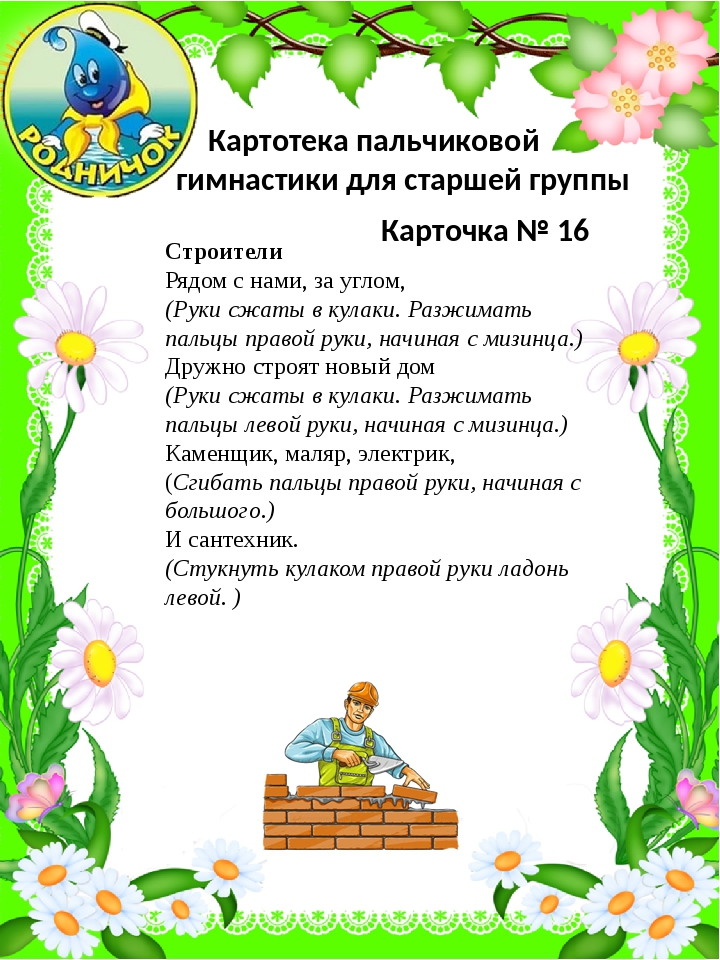 РОДНИЧОК
Картотека пальчиковой
гимнастики для старшей группы
Карточка № 16
Строители
Рядом с нами, за углом,
(Руки сжаты в кулаки. Разжимать
пальцы правой руки, начиная с мизинца.)
Дружно строят новый дом
(Руки сжаты в кулаки. Разжимать
пальцы левой руки, начиная с мизинца.)
Каменщик, маляр, электрик,
(Сгибать пальцы правой руки, начиная с
большого.)
И сантехник.
(Стукнуть кулаком правой руки ладонь
левой. )